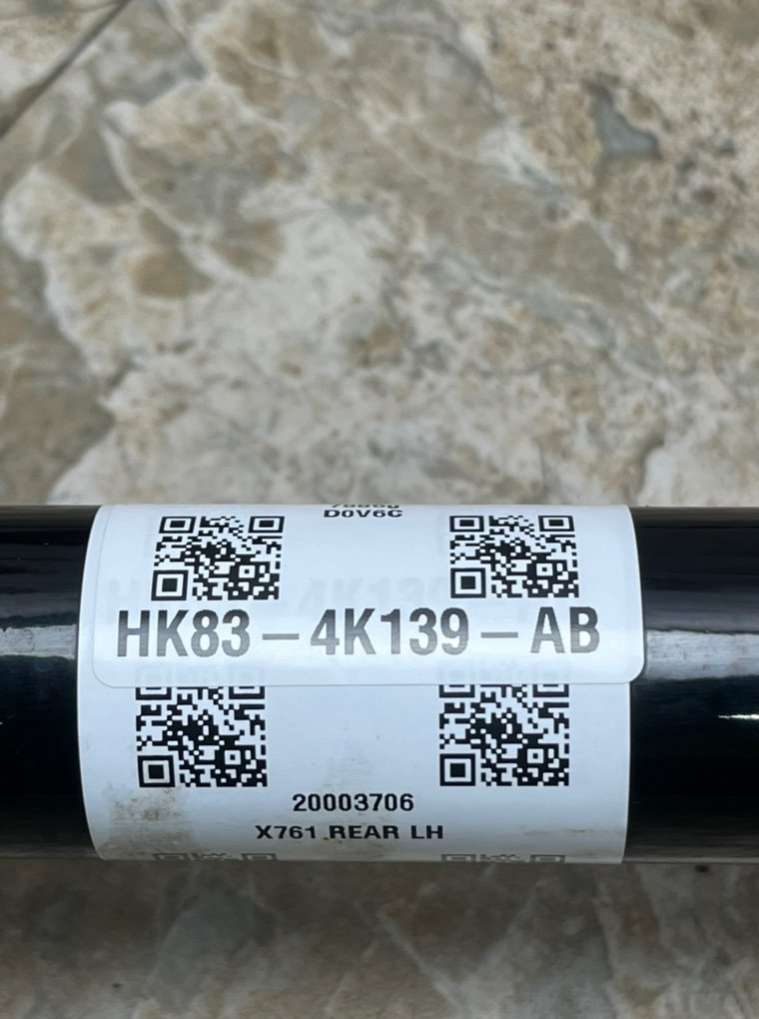 D0V6C
HK83-4K139-AB
20003706
X761 REAR LH